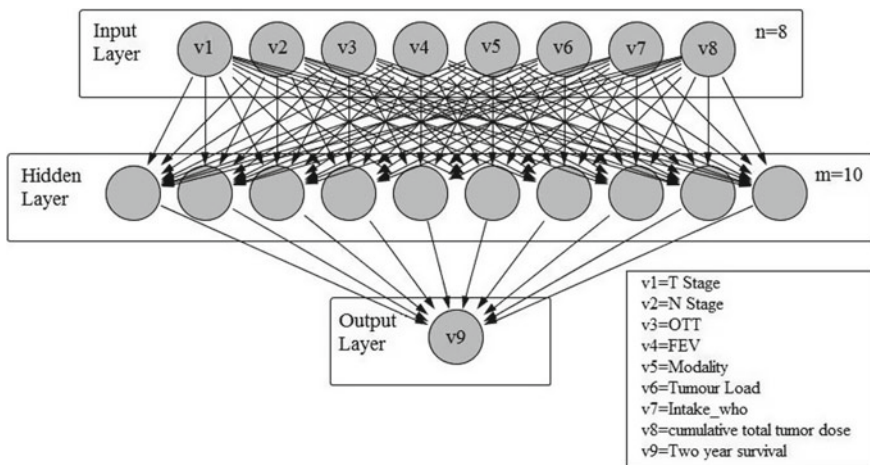 Input
Layer
v1 v2 v3 v4 v5 v6 v7 v8
n=8
Hidden
Layer
m=10
Output
Layer
v9
v1=T Stage
v2=N Stage
v3=OTT
v4=FEV
v5=Modality
v6=Tumour Load
v7=Intake_who
v8=cumulative total tumor dose
v9=Two year survival